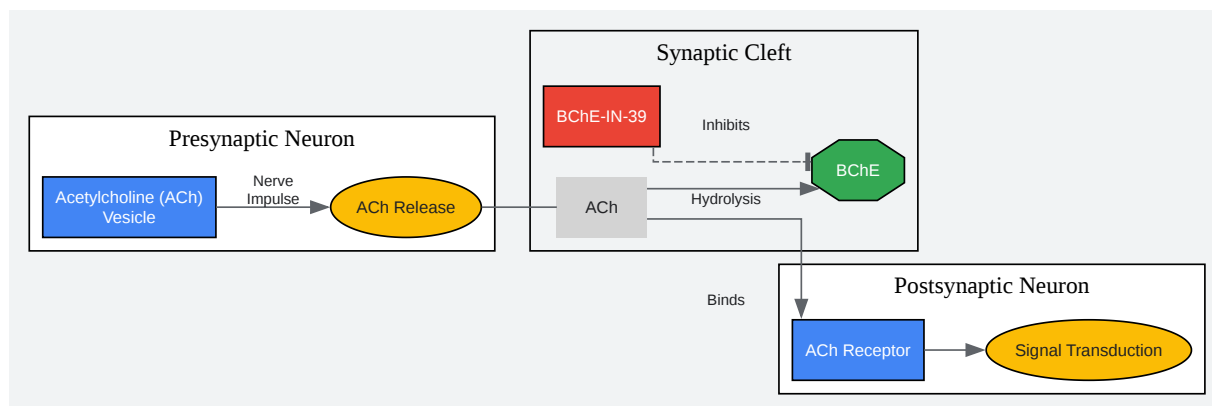 Synaptic Cleft
BChE-IN-39
Inhibits
Presynaptic Neuron
BChE
Nerve
Impulse
Acetylcholine (ACh)
Vesicle
ACh Release
ACh
Hydrolysis
Postsynaptic Neuron
Binds
ACh Receptor
Signal Transduction